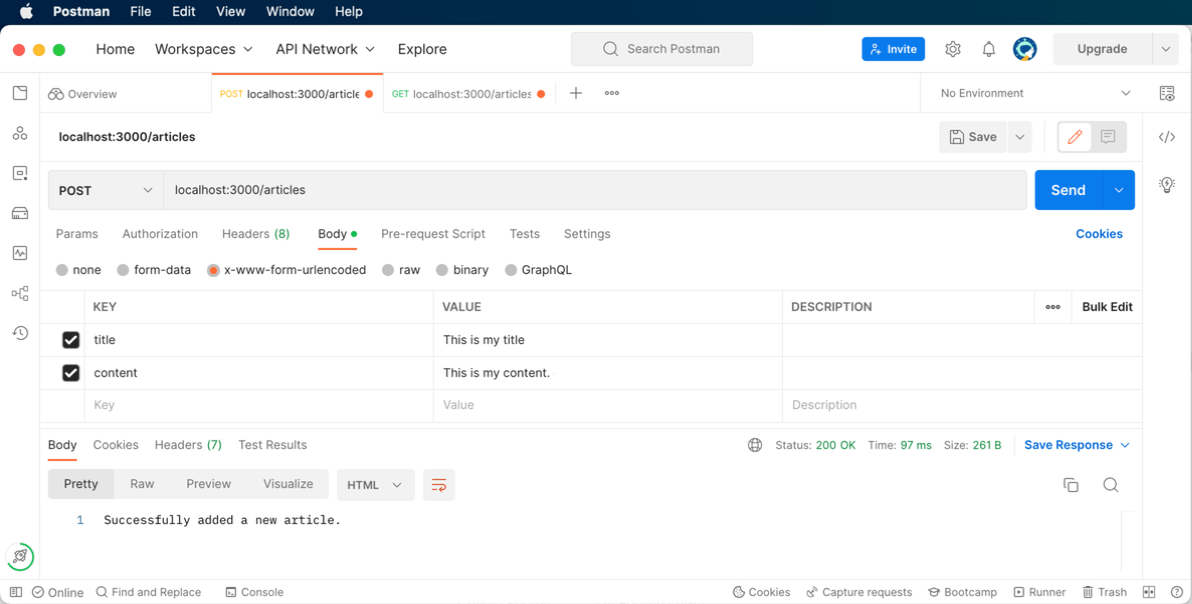 Postman File Edit View Window Help
Home Workspaces API Network Explore Search Postman Invite Upgrade
Overview POST localhost:3000/article GET localhost:3000/articles No Environment
localhost:3000/articles Save
POST localhost:3000/articles Send
Params Authorization Headers (8) Body Pre-request Script Tests Settings Cookies
none form-data x-www-form-urlencoded raw binary GraphQL
KEY VALUE DESCRIPTION Bulk Edit
title This is my title
content This is my content.
Key Value Description
Body Cookies Headers (7) Test Results Status: 200 OK Time: 97 ms Size: 261 B Save Response
Pretty Raw Preview Visualize HTML
1 Successfully added a new article.
Online Find and Replace Console Cookies Capture requests Bootcamp Runner Trash